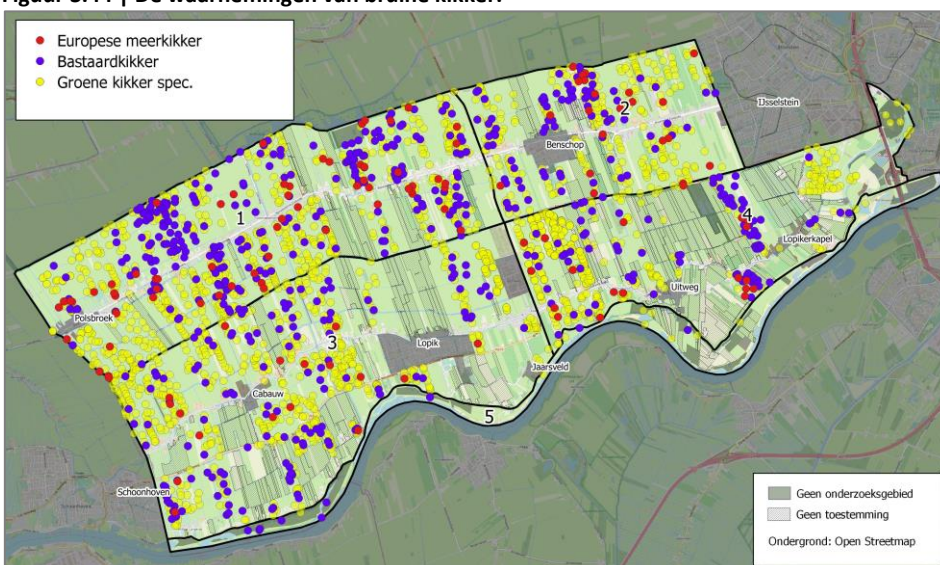 Figuur 3.14 | De waarnemingen van bruine kikker.
Europese meerkikker
Bastaardkikker
Groene kikker spec.
IJsselstein
2
Benschop
1
4
Lopikerkapel
Polsbroek
Uitweg
3
Lopik
Jaarsveld
Cabauw
5
Schoonhoven
Geen onderzoeksgebied
Geen toestemming
Ondergrond: Open Streetmap